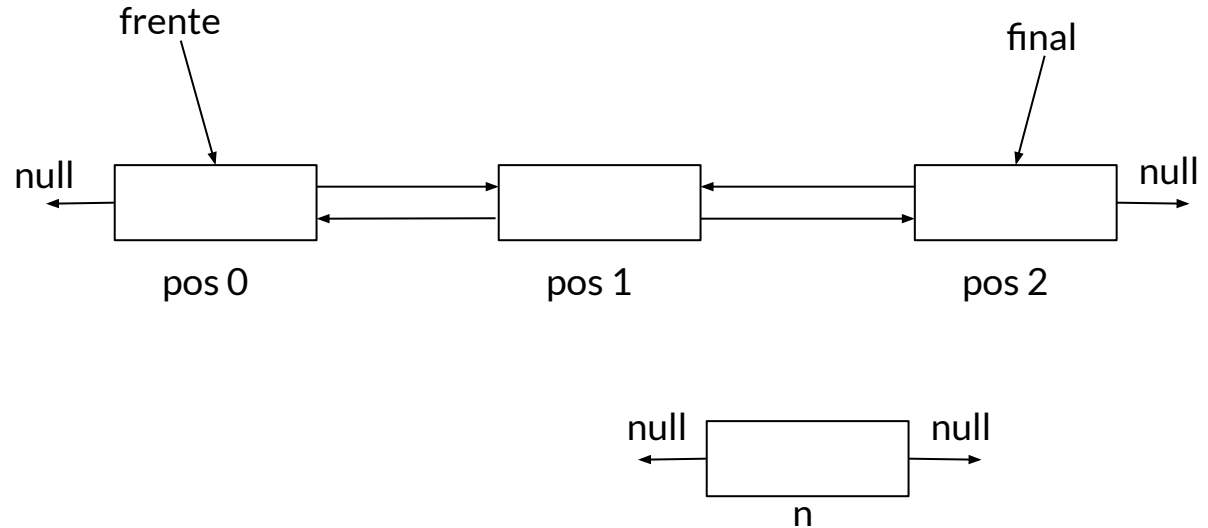 frente
final
null
null
pos 0
pos 1
pos 2
null
null
n